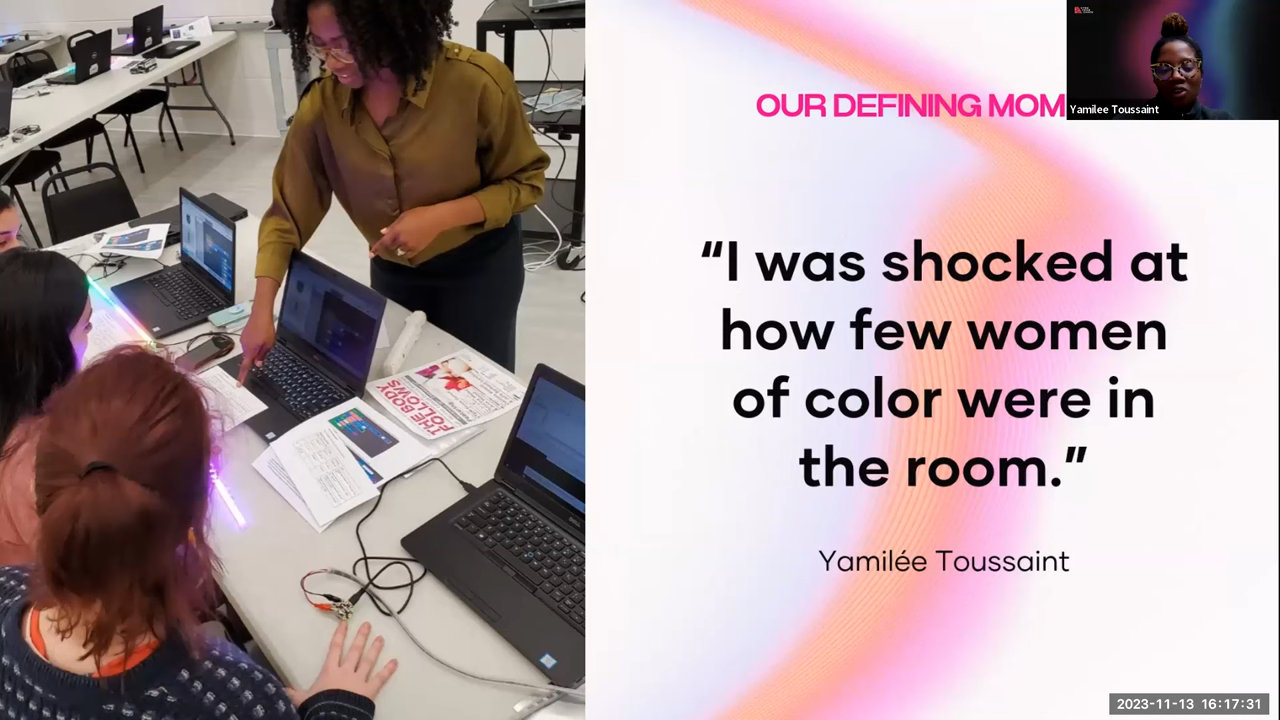 OUR DEFINING MOM
Yamilee Toussaint
“I was shocked at
how few women
of color were in
the room.”
Yamilée Toussaint
THE BODY
FOLLOWS
2023-11-13 16:17:31